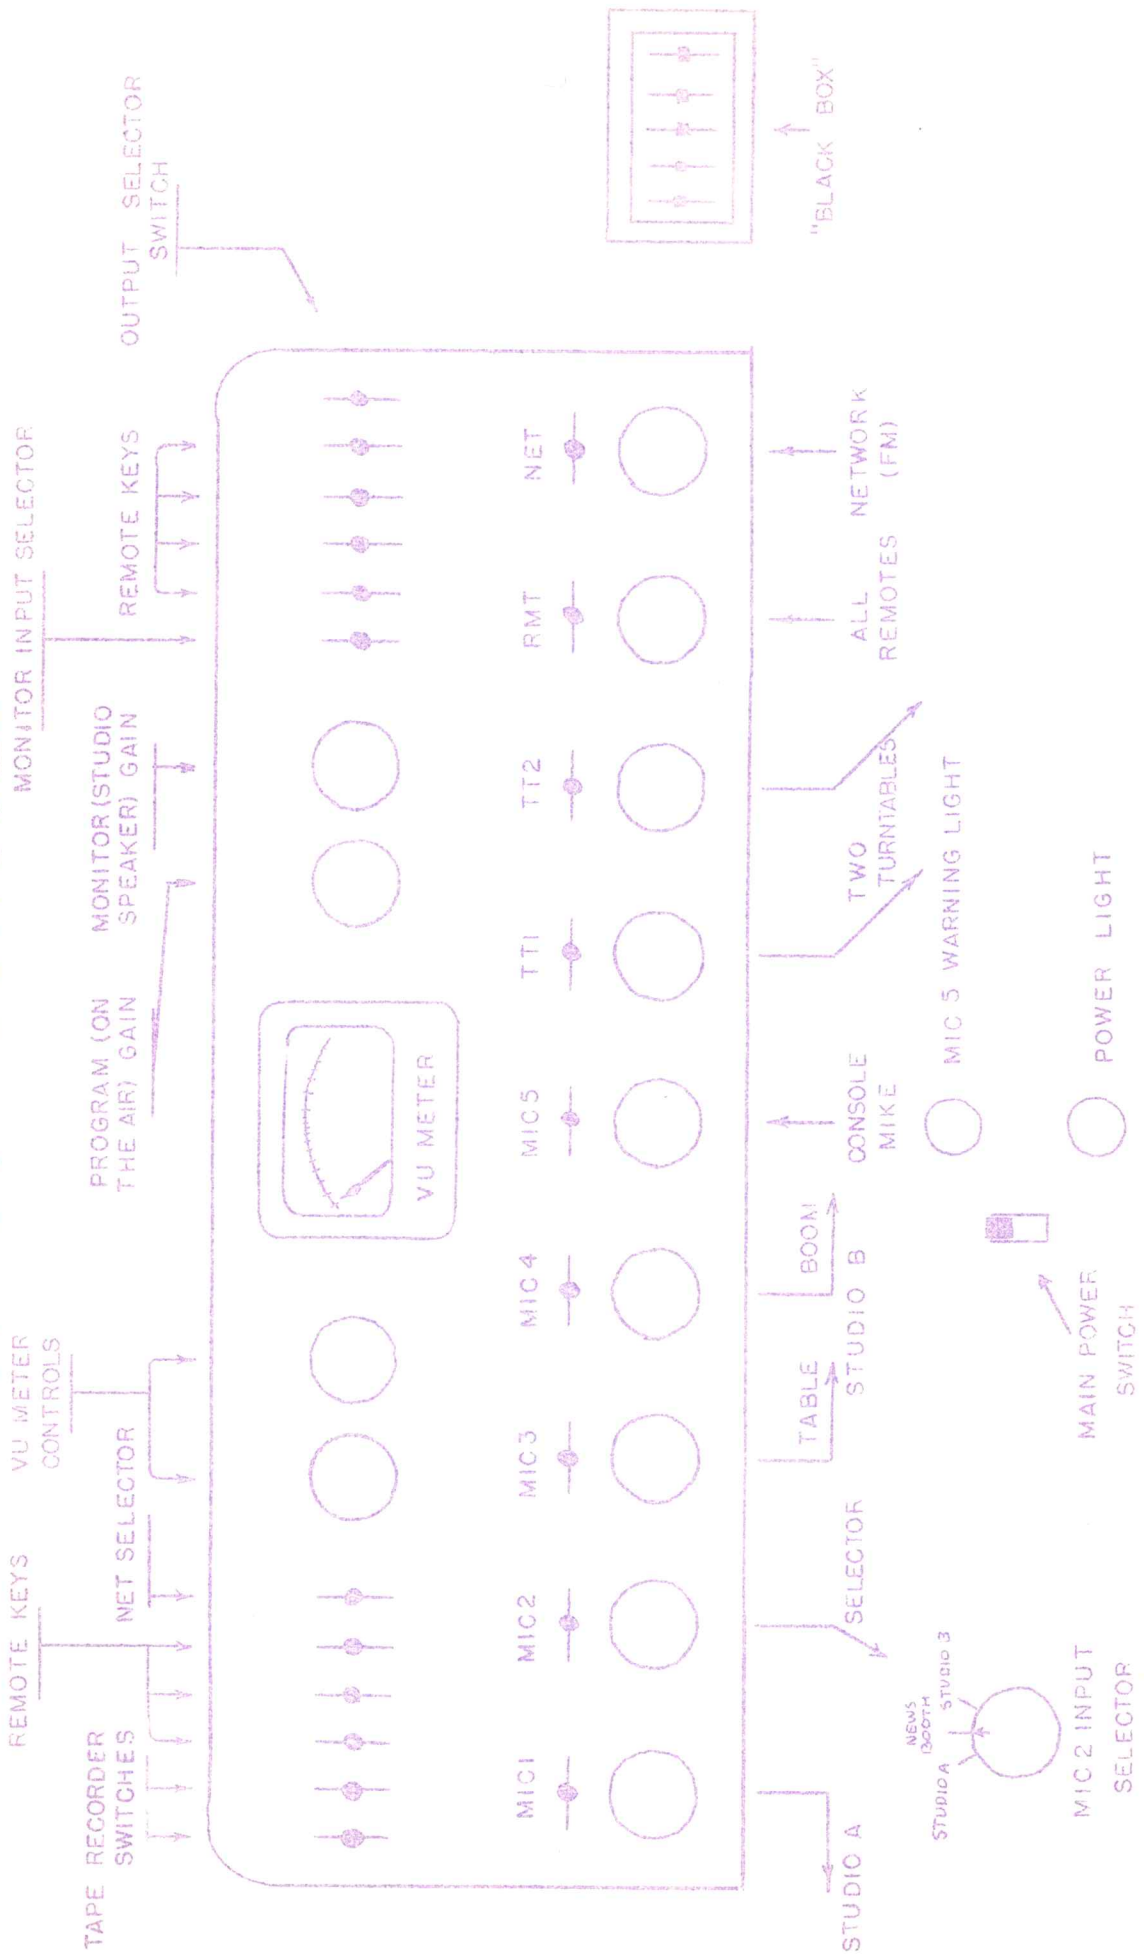 MONITOR INPUT SELECTOR
REMOTE KEYS
VU METER
CONTROLS
TAPE RECORDER
SWITCHES
NET SELECTOR
PROGRAM (ON
THE AIR) GAIN
MONITOR (STUDIO
SPEAKER) GAIN
REMOTE KEYS
OUTPUT SELECTOR
SWITCH
VU METER
MIC1
MIC2
MIC3
MIC4
MIC5
TT1
TT2
RMT
NET
"BLACK BOX"
STUDIO A
SELECTOR
TABLE
BOOM
STUDIO B
CONSOLE
MIKE
TWO
TURNTABLES
ALL
REMOTES
NETWORK
(FM)
STUDIO A
NEWS
BOOTH
STUDIO 3
MIC 2 INPUT
SELECTOR
MAIN POWER
SWITCH
MIC 5 WARNING LIGHT
POWER LIGHT